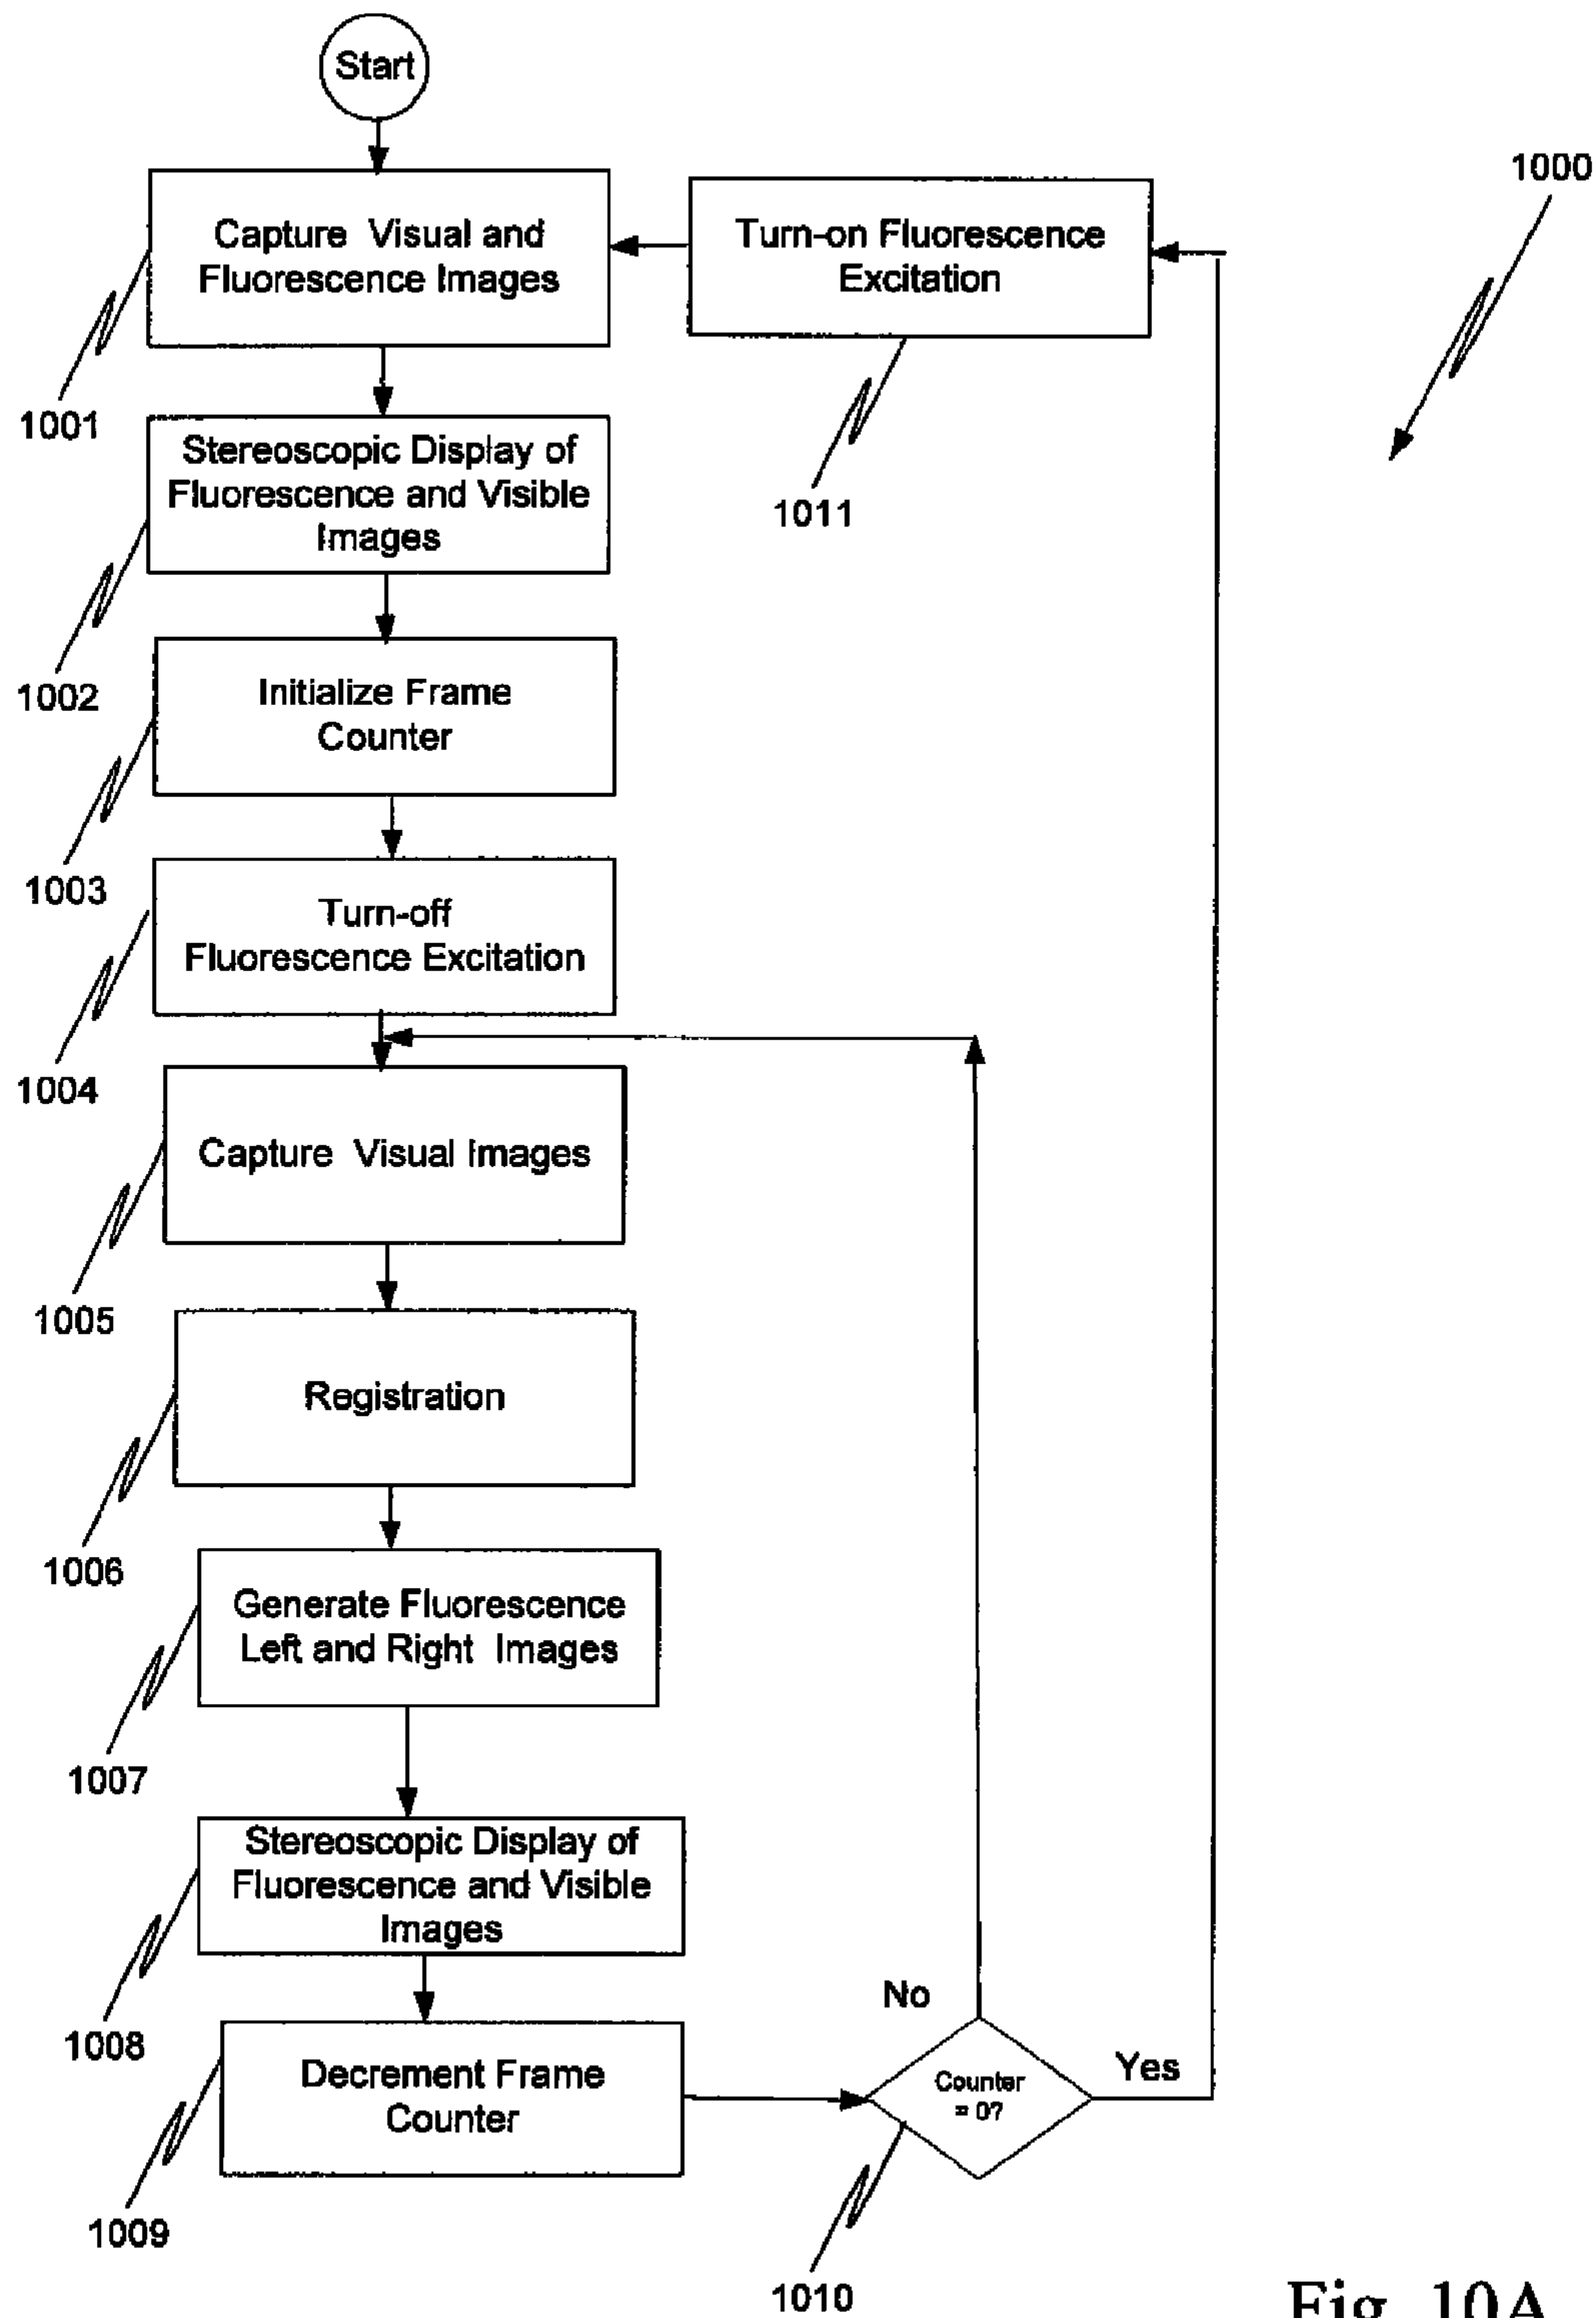 Start
1000
Capture Visual and
Fluorescence Images
Turn-on Fluorescence
Excitation
1001
1011
Stereoscopic Display of
Fluorescence and Visible
Images
1002
Initialize Frame
Counter
1003
Turn-off
Fluorescence Excitation
1004
Capture Visual Images
1005
Registration
1006
Generate Fluorescence
Left and Right Images
1007
Stereoscopic Display of
Fluorescence and Visible
Images
1008
No
Yes
Decrement Frame
Counter
Counter
= 0?
1009
1010
Fig. 10A